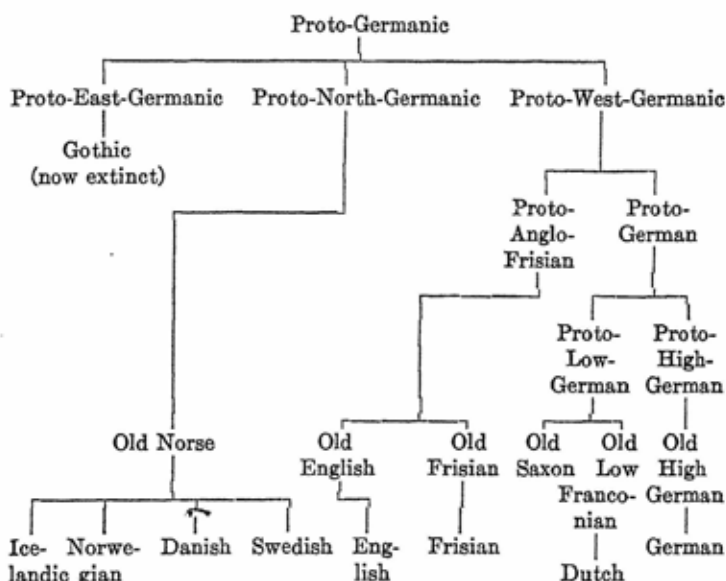 Proto-Germanic
Proto-East-Germanic Proto-North-Germanic Proto-West-Germanic
Gothic
(now extinct)
Proto-
Anglo-
Frisian
Proto-
German
Proto-
Low-
German
Proto-
High-
German
Old Norse
Old
English
Old
Frisian
Old
Saxon
Old
Low
Franco-
nian
Old
High
German
Ice-
landic
Norwe-
gian
Danish
Swedish
Eng-
lish
Frisian
Dutch
German